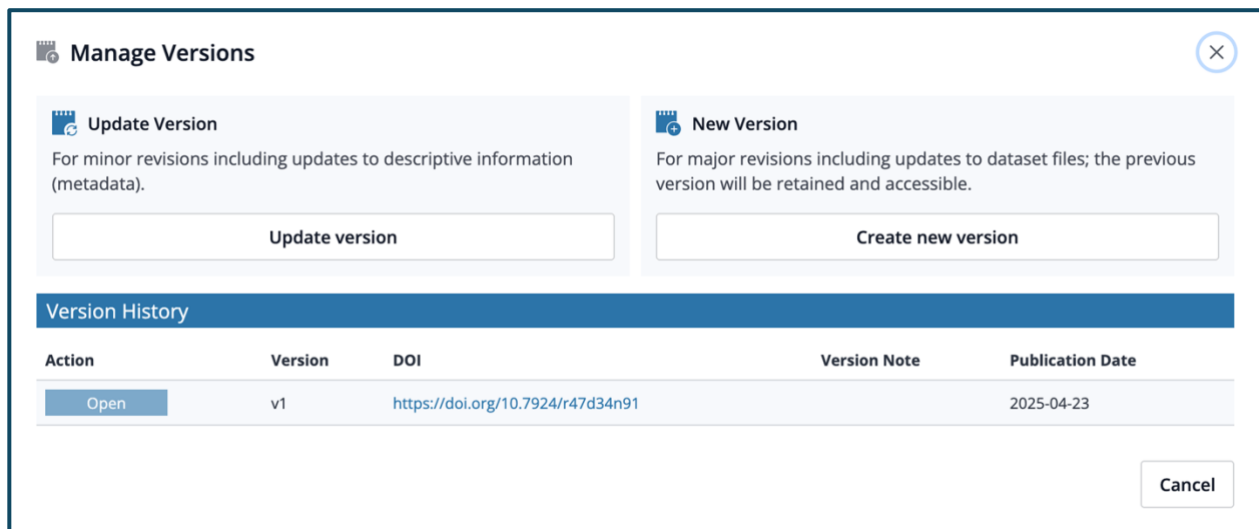 Manage Versions
Update Version
For minor revisions including updates to descriptive information
(metadata).
Update version
New Version
For major revisions including updates to dataset files; the previous
version will be retained and accessible.
Create new version
Version History
Action Version DOI Version Note Publication Date
Open v1 https://doi.org/10.7924/r47d34n91 2025-04-23
Cancel